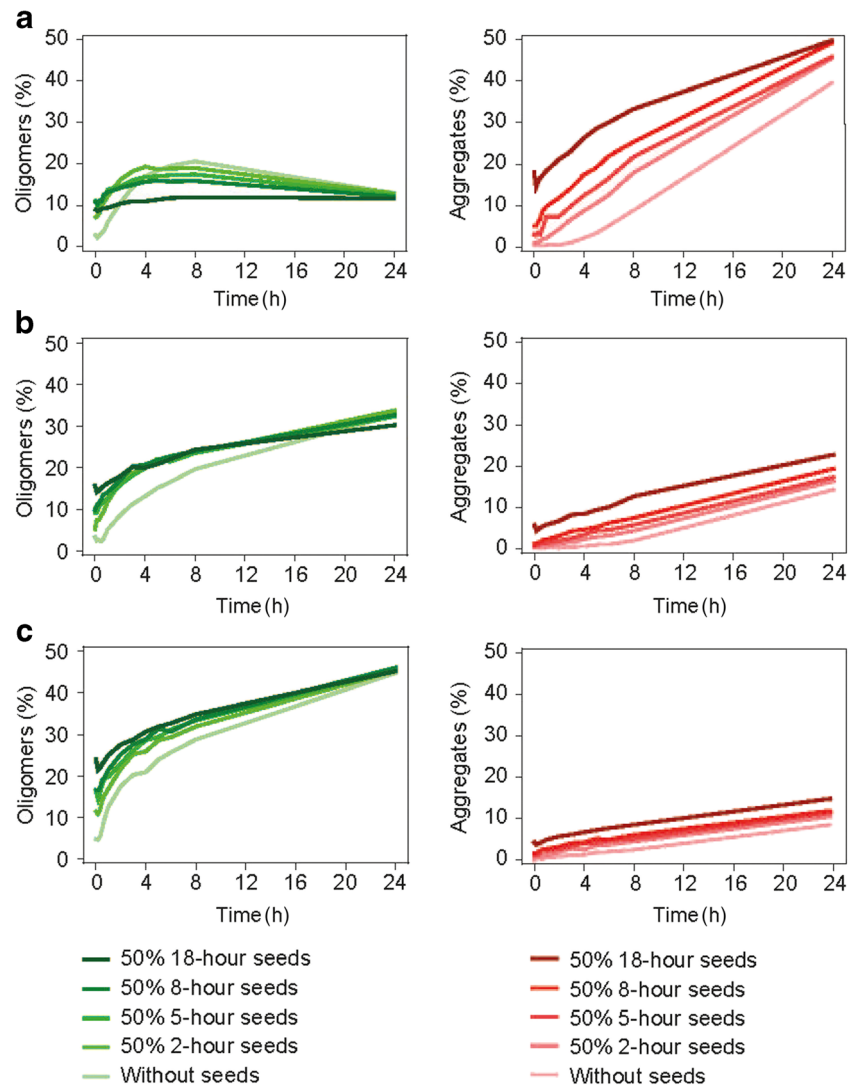 a
50
40
30
20
10
0
Oligomers (%)
0 4 8 12 16 20 24
Time (h)
50
40
30
20
10
0
Aggregates (%)
0 4 8 12 16 20 24
Time (h)
b
50
40
30
20
10
0
Oligomers (%)
0 4 8 12 16 20 24
Time (h)
50
40
30
20
10
0
Aggregates (%)
0 4 8 12 16 20 24
Time (h)
c
50
40
30
20
10
0
Oligomers (%)
0 4 8 12 16 20 24
Time (h)
50
40
30
20
10
0
Aggregates (%)
0 4 8 12 16 20 24
Time (h)
50% 18-hour seeds
50% 8-hour seeds
50% 5-hour seeds
50% 2-hour seeds
Without seeds
50% 18-hour seeds
50% 8-hour seeds
50% 5-hour seeds
50% 2-hour seeds
Without seeds